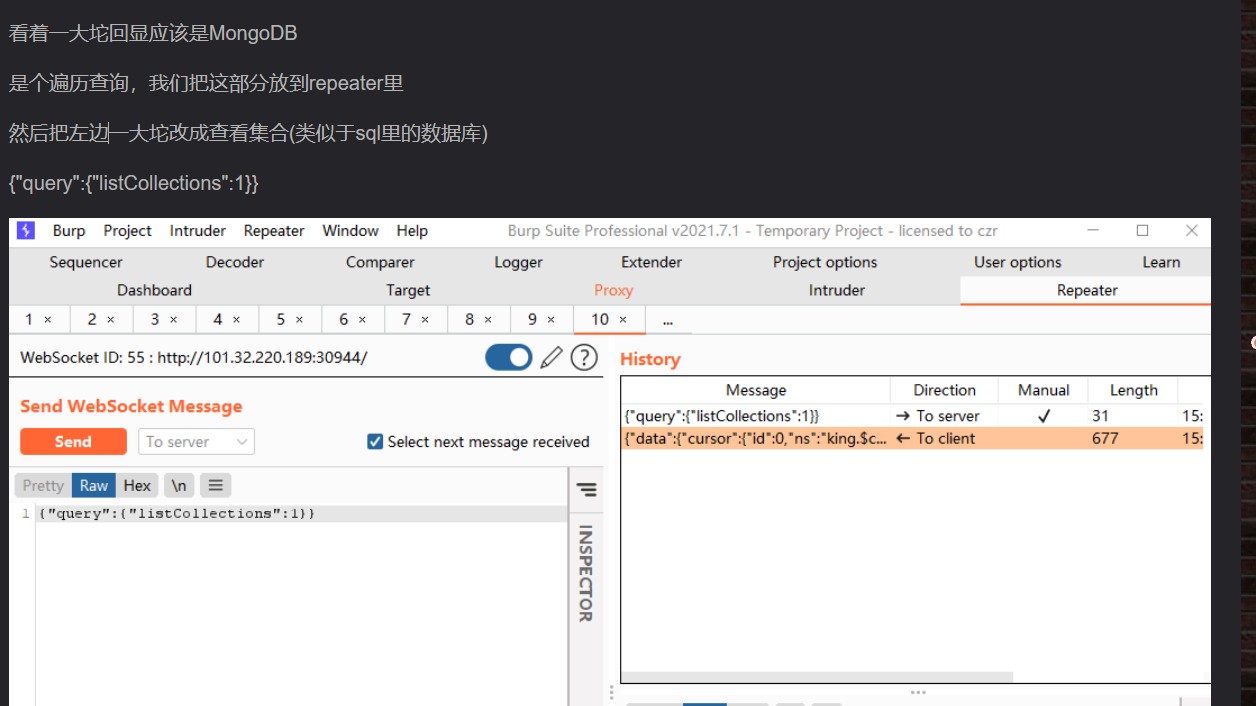 看着一大坨回显应该是MongoDB
是个遍历查询，我们把这部分放到repeater里
然后把左边一大坨改成查看集合(类似于sql里的数据库)
{"query":{"listCollections":1}}
Burp Project Intruder Repeater Window Help Burp Suite Professional v2021.7.1 - Temporary Project - licensed to czr
Sequencer Decoder Comparer Logger Extender Project options User options Learn
Dashboard Target Proxy Intruder Repeater
1 × 2 × 3 × 4 × 5 × 6 × 7 × 8 × 9 × 10 × ...
WebSocket ID: 55 : http://101.32.220.189:30944/ ?
Send WebSocket Message
Send To server Select next message received
Pretty Raw Hex \n
1 {"query":{"listCollections":1}}
INSPECTOR
History
Message Direction Manual Length
{"query":{"listCollections":1}} → To server ✓ 31 15:
{"data":{"cursor":{"id":0,"ns":"king.$c... ← To client 677 15: